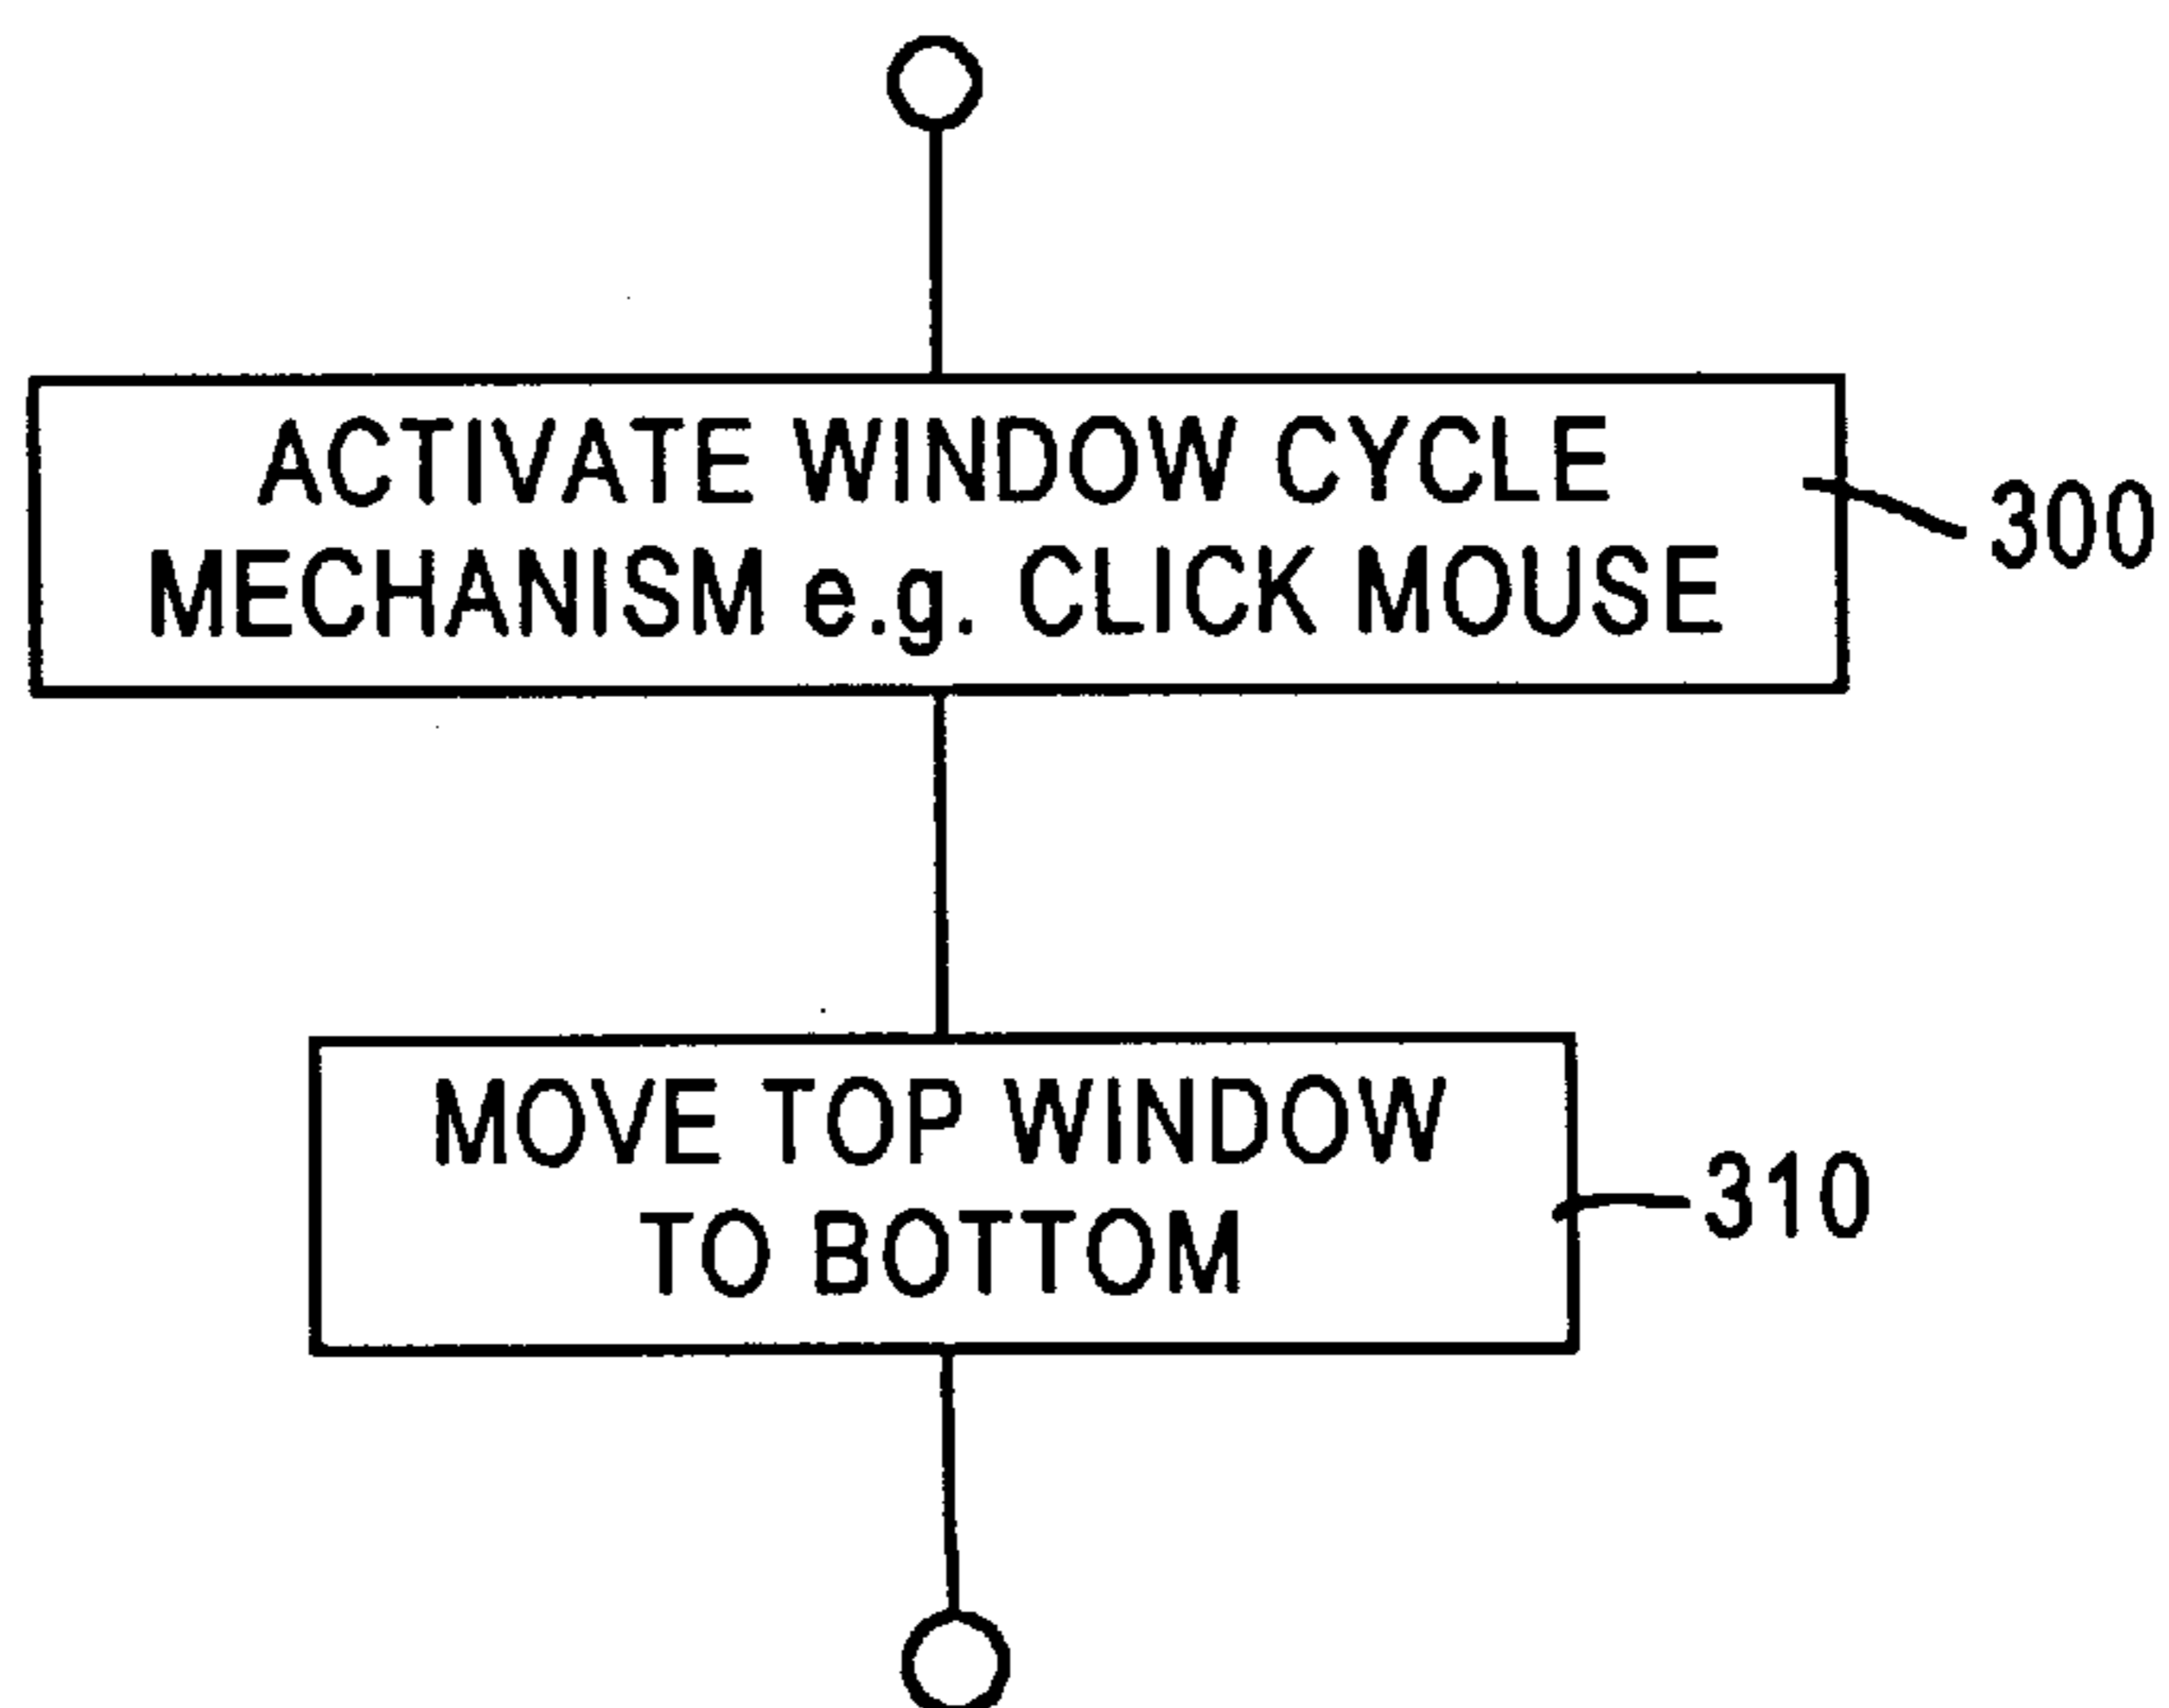 ACTIVATE WINDOW CYCLE
MECHANISM e.g. CLICK MOUSE
300
MOVE TOP WINDOW
TO BOTTOM
310